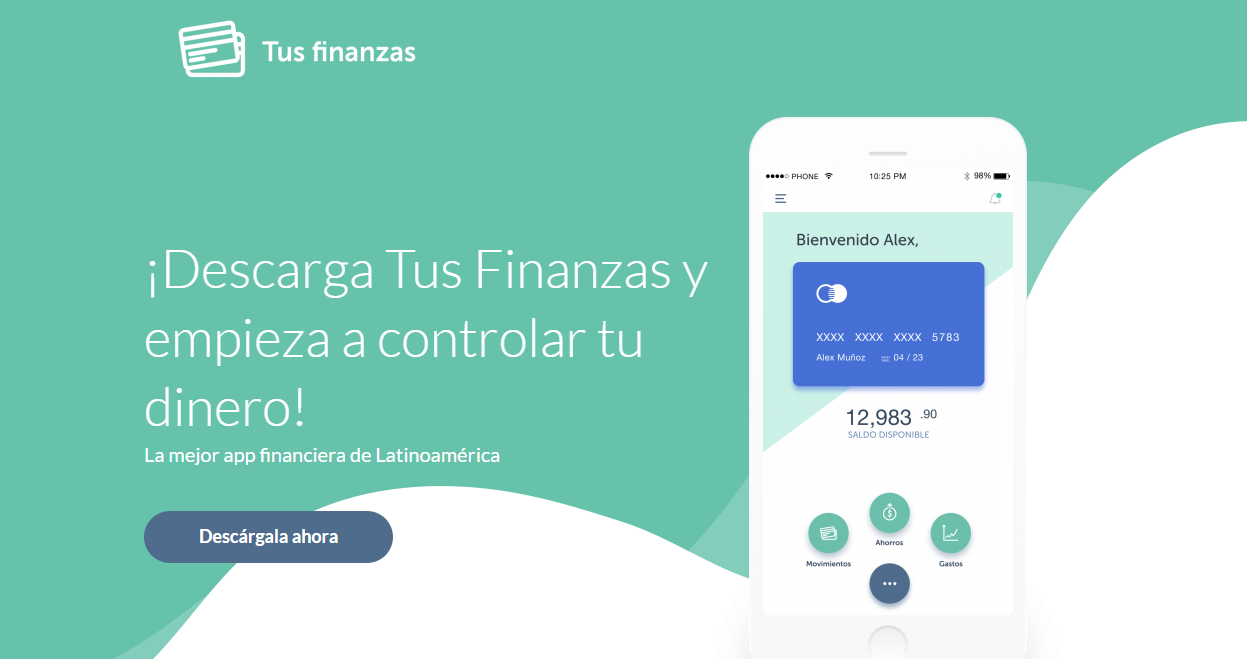 Tus finanzas
¡Descarga Tus Finanzas y
empieza a controlar tu
dinero!
La mejor app financiera de Latinoamérica
Descárgala ahora
PHONE 10:25 PM 98%
Bienvenido Alex,
XXXX XXXX XXXX 5783
Alex Muñoz 04 / 23
12,983 .90
SALDO DISPONIBLE
Ahorros
Movimientos Gastos